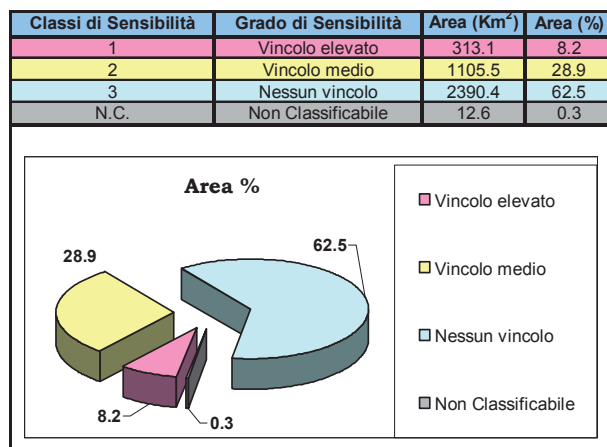 Classi di Sensibilità Grado di Sensibilità Area (Km²) Area (%)
1 Vincolo elevato 313.1 8.2
2 Vincolo medio 1105.5 28.9
3 Nessun vincolo 2390.4 62.5
N.C. Non Classificabile 12.6 0.3
Area %
62.5
28.9
8.2
0.3
Vincolo elevato
Vincolo medio
Nessun vincolo
Non Classificabile